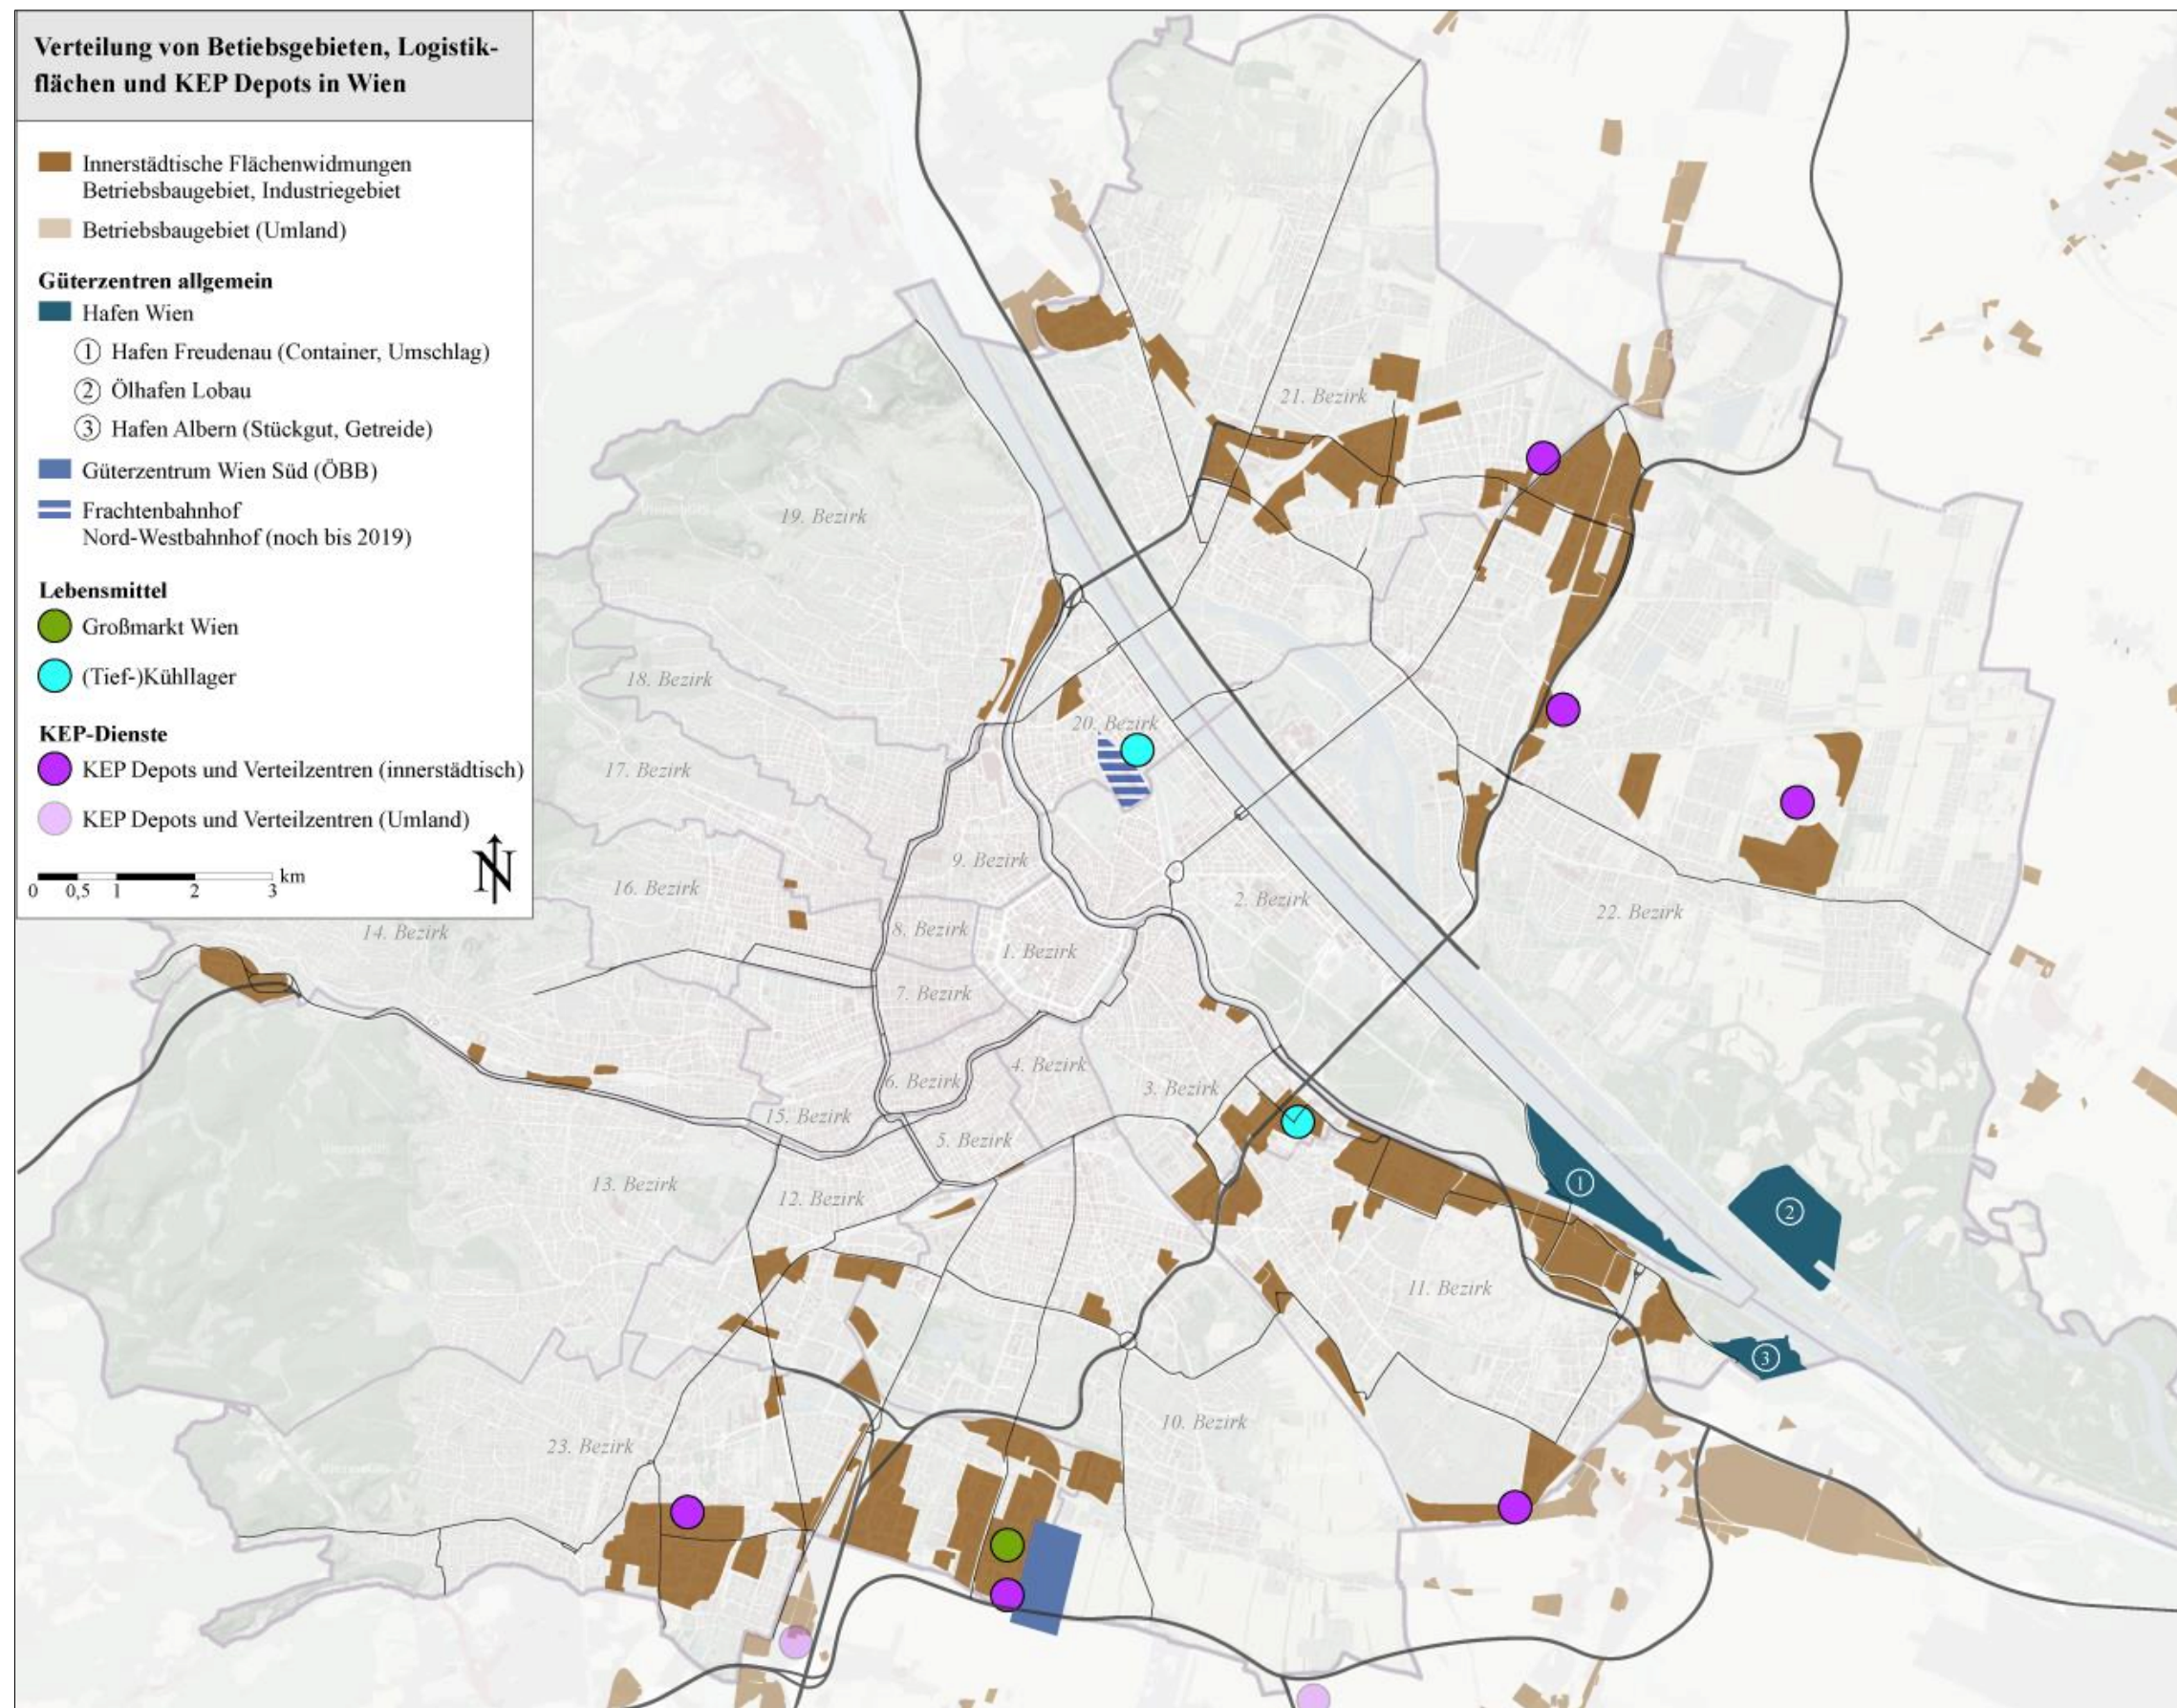 Verteilung von Betiebsgebieten, Logistik-
flächen und KEP Depots in Wien
Innerstädtische Flächenwidmungen
Betriebsbaugebiet, Industriegebiet
Betriebsbaugebiet (Umland)
Güterzentren allgemein
Hafen Wien
1 Hafen Freudenau (Container, Umschlag)
2 Ölhafen Lobau
3 Hafen Albern (Stückgut, Getreide)
Güterzentrum Wien Süd (ÖBB)
Frachtenbahnhof
Nord-Westbahnhof (noch bis 2019)
Lebensmittel
Großmarkt Wien
(Tief-)Kühllager
KEP-Dienste
KEP Depots und Verteilzentren (innerstädtisch)
KEP Depots und Verteilzentren (Umland)
N
km
0 0,5 1 2 3
21. Bezirk
19. Bezirk
18. Bezirk
20. Bezirk
17. Bezirk
9. Bezirk
16. Bezirk
2. Bezirk
22. Bezirk
14. Bezirk
8. Bezirk
1. Bezirk
7. Bezirk
4. Bezirk
6. Bezirk
3. Bezirk
15. Bezirk
5. Bezirk
13. Bezirk
12. Bezirk
1
2
11. Bezirk
3
10. Bezirk
23. Bezirk